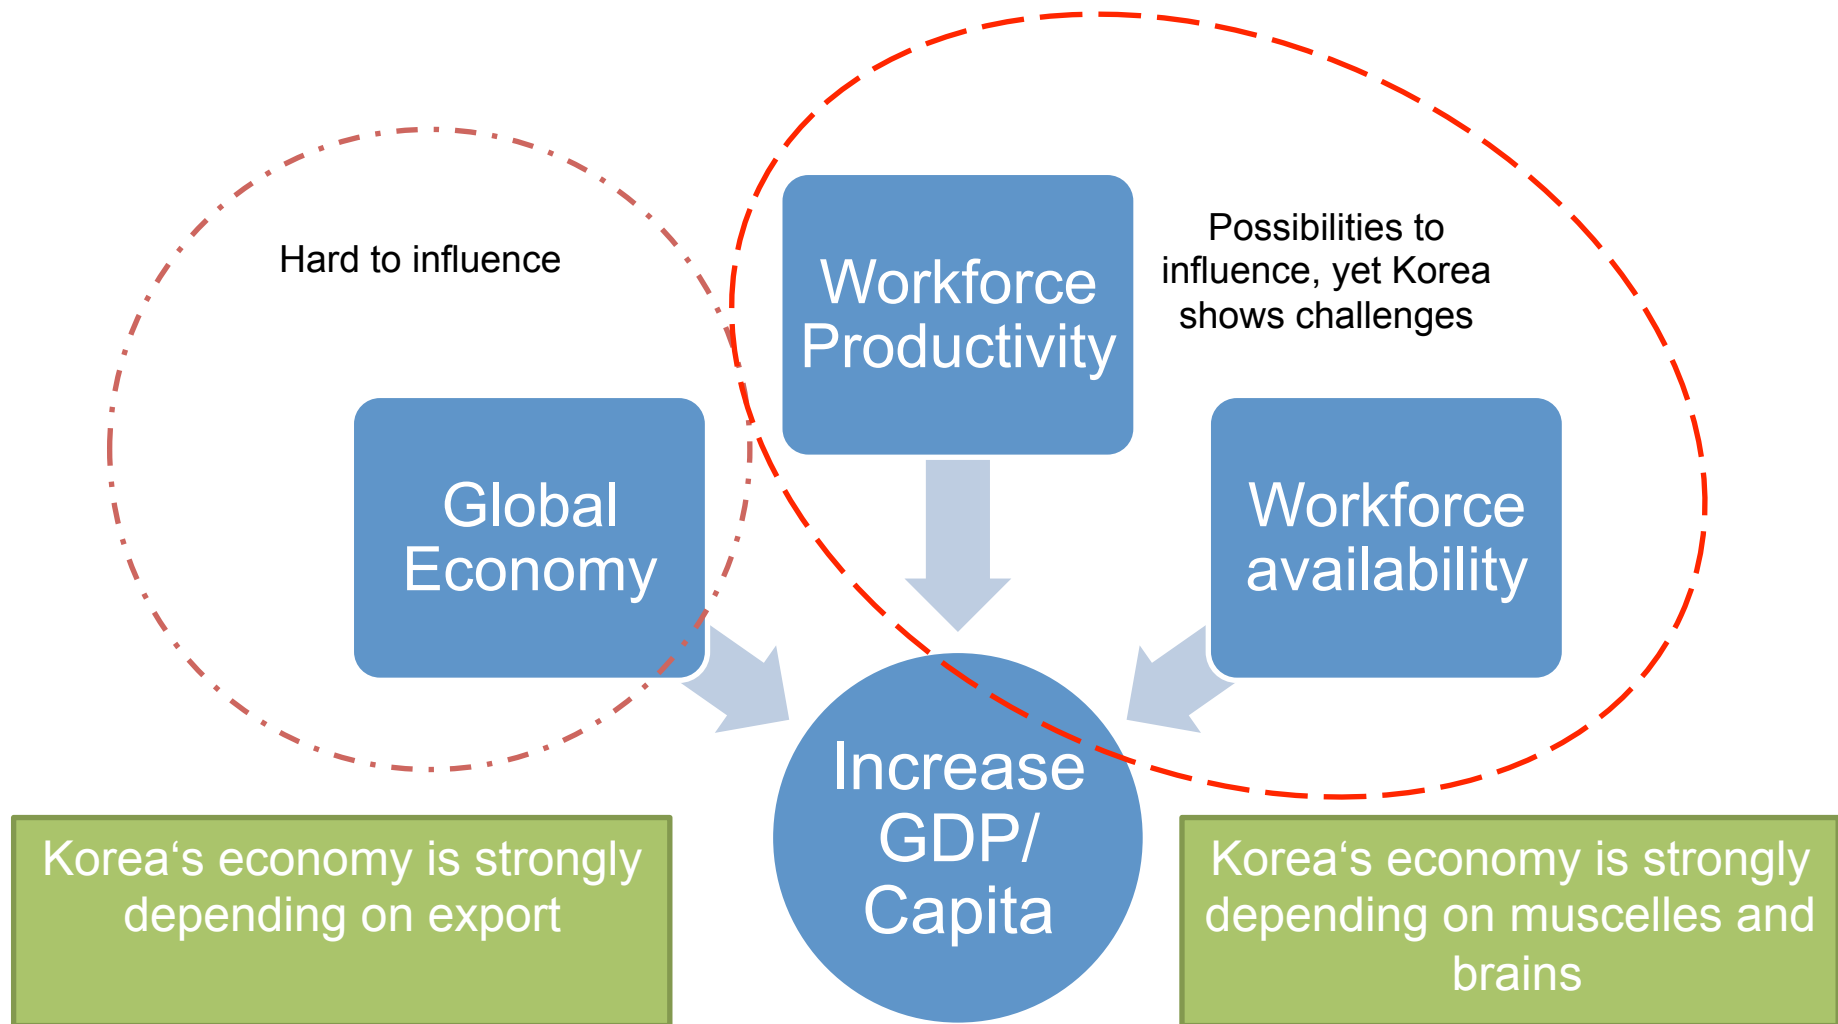 Hard to influence
Workforce
Productivity
Possibilities to
influence, yet Korea
shows challenges
Global
Economy
Workforce
availability
Increase
GDP/
Capita
Korea‘s economy is strongly
depending on export
Korea‘s economy is strongly
depending on muscelles and
brains